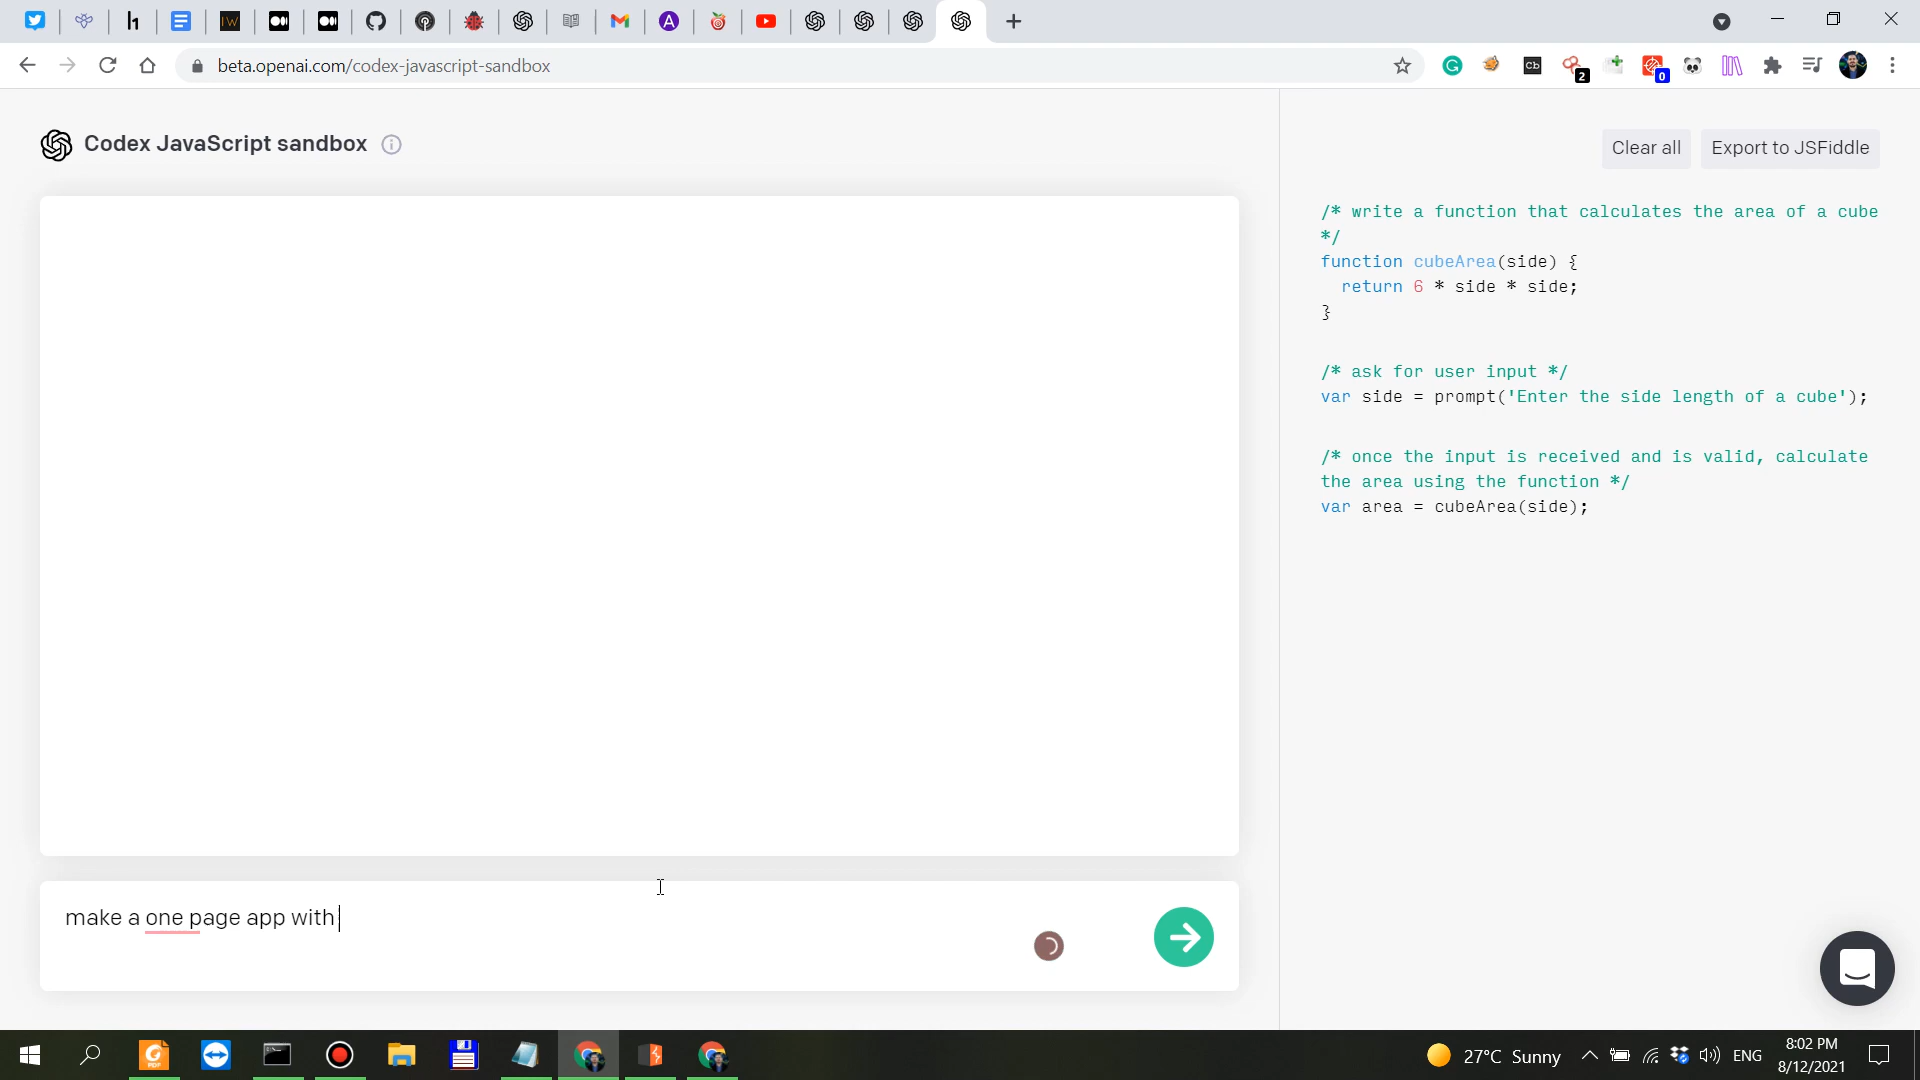 beta.openai.com/codex-javascript-sandbox
Cb
2
0
Codex JavaScript sandbox
Clear all
Export to JSFiddle
/* write a function that calculates the area of a cube
*/
function cubeArea(side) {
return 6 * side * side;
}
/* ask for user input */
var side = prompt('Enter the side length of a cube');
/* once the input is received and is valid, calculate
the area using the function */
var area = cubeArea(side);
make a one page app with
27°C Sunny
ENG
8:02 PM
8/12/2021